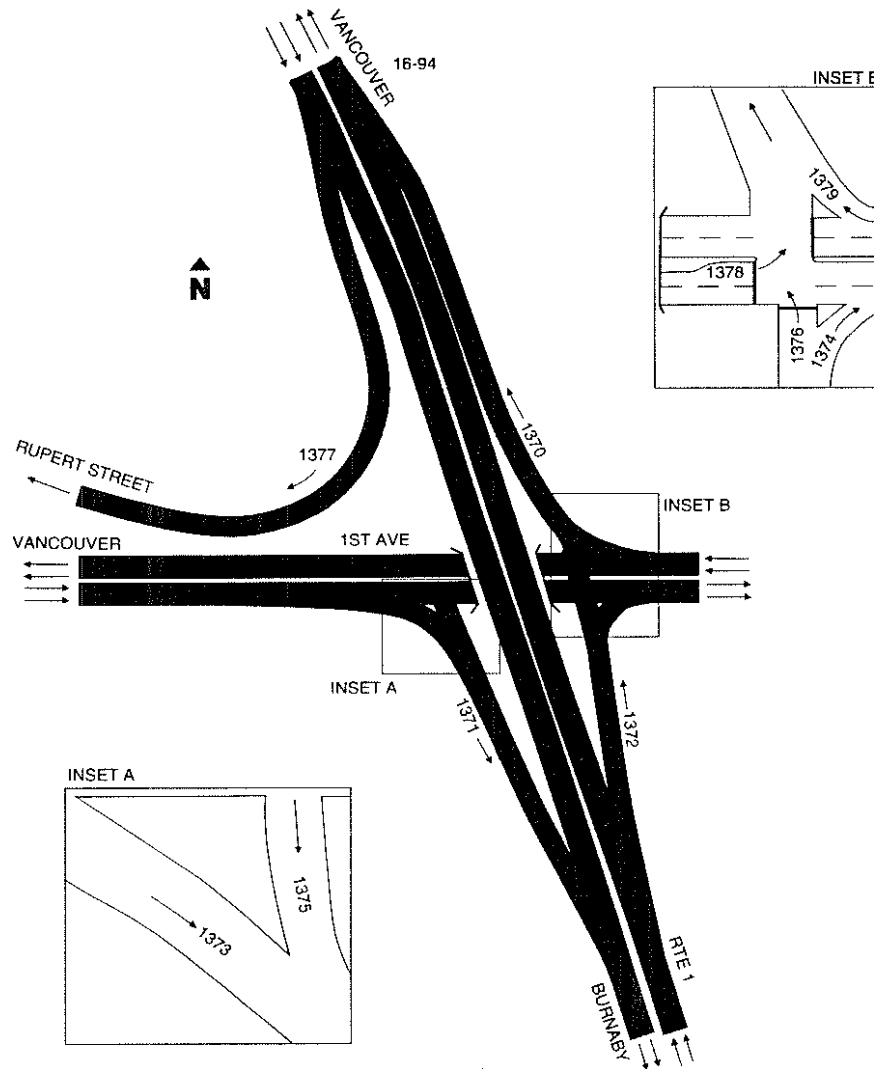 VANCOUVER
16-94
INSET B
1379
1378
1376
1374
N
1370
1377
RUPERT STREET
INSET B
VANCOUVER
1ST AVE
INSET A
1371
1372
INSET A
1375
1373
RTE 1
BURNABY